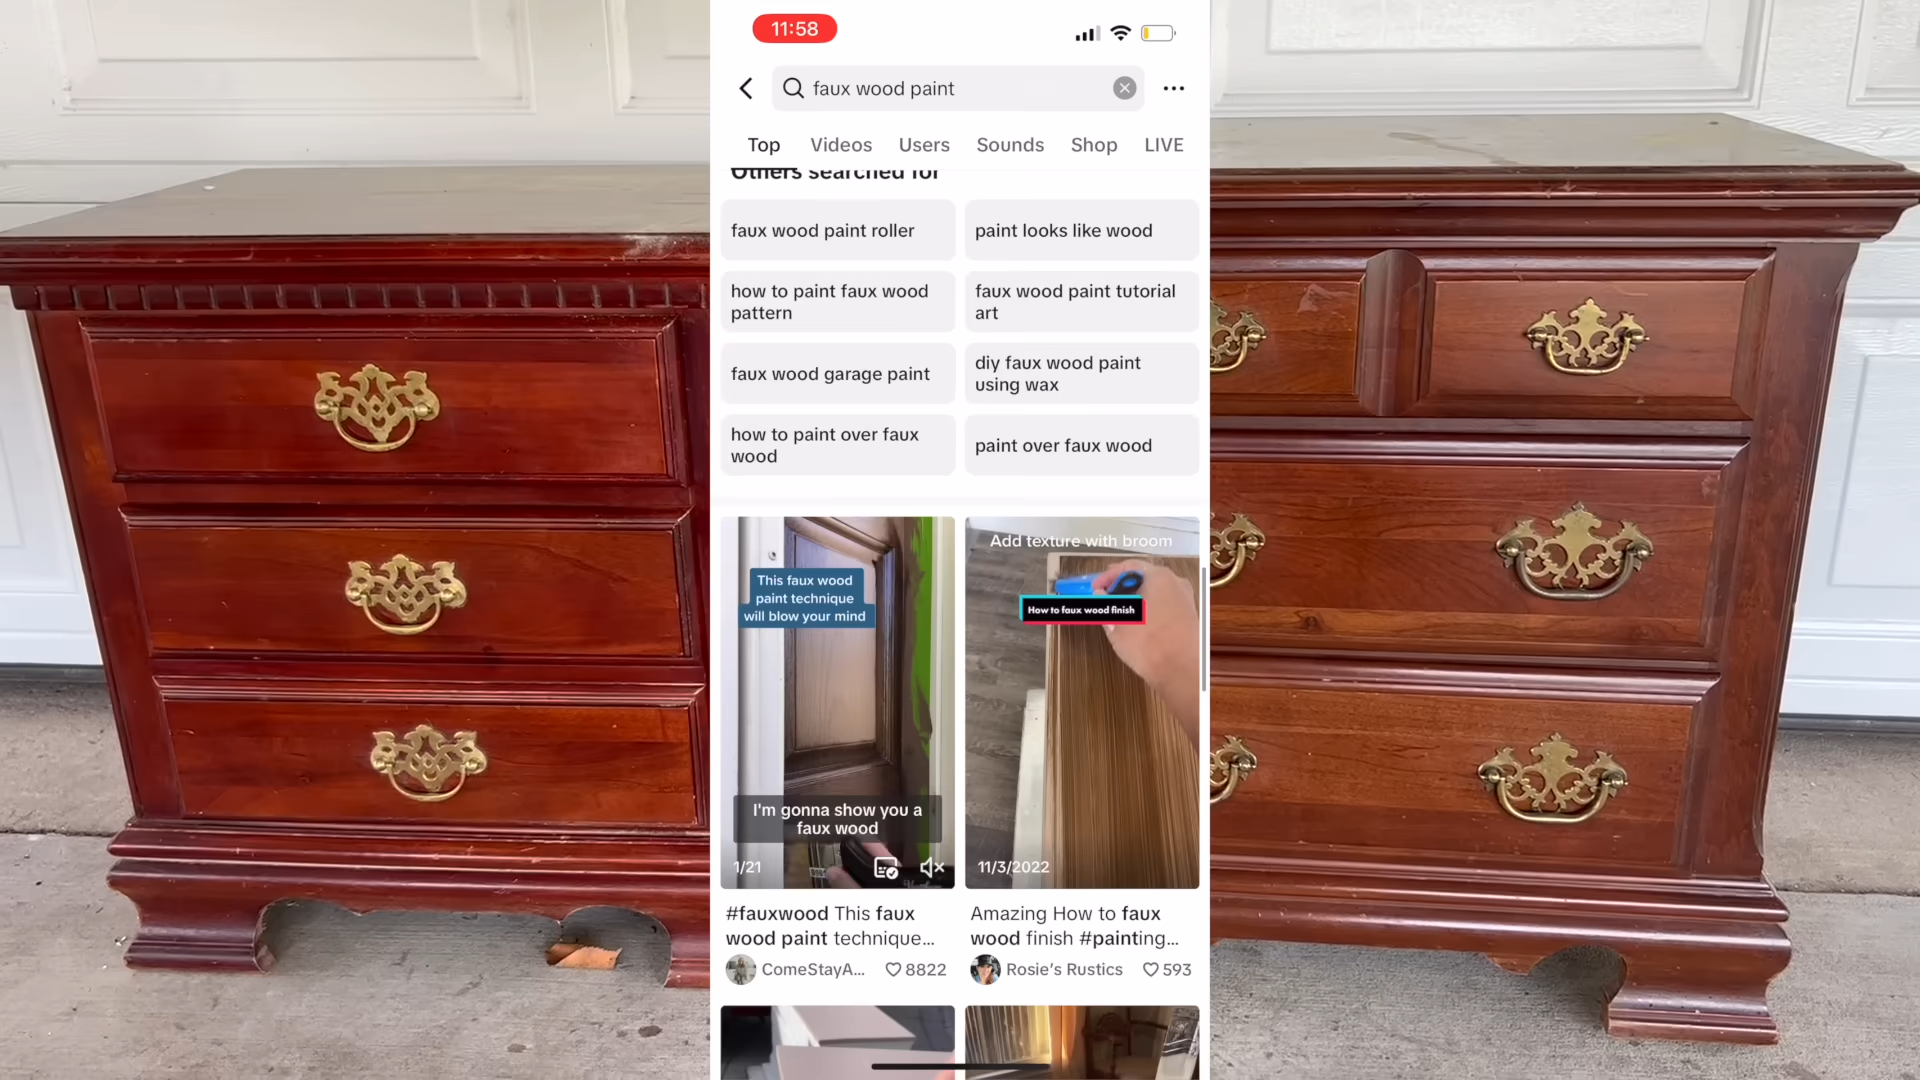 11:58
faux wood paint
Top Videos Users Sounds Shop LIVE
Others searched for
faux wood paint roller
paint looks like wood
how to paint faux wood
pattern
faux wood paint tutorial
art
faux wood garage paint
diy faux wood paint
using wax
how to paint over faux
wood
paint over faux wood
This faux wood
paint technique
will blow your mind
I'm gonna show you a
faux wood
1/21
Add texture with broom
How to faux wood finish
11/3/2022
#fauxwood This faux
wood paint technique...
ComeStayA... 8822
Amazing How to faux
wood finish #painting...
Rosie's Rustics 593